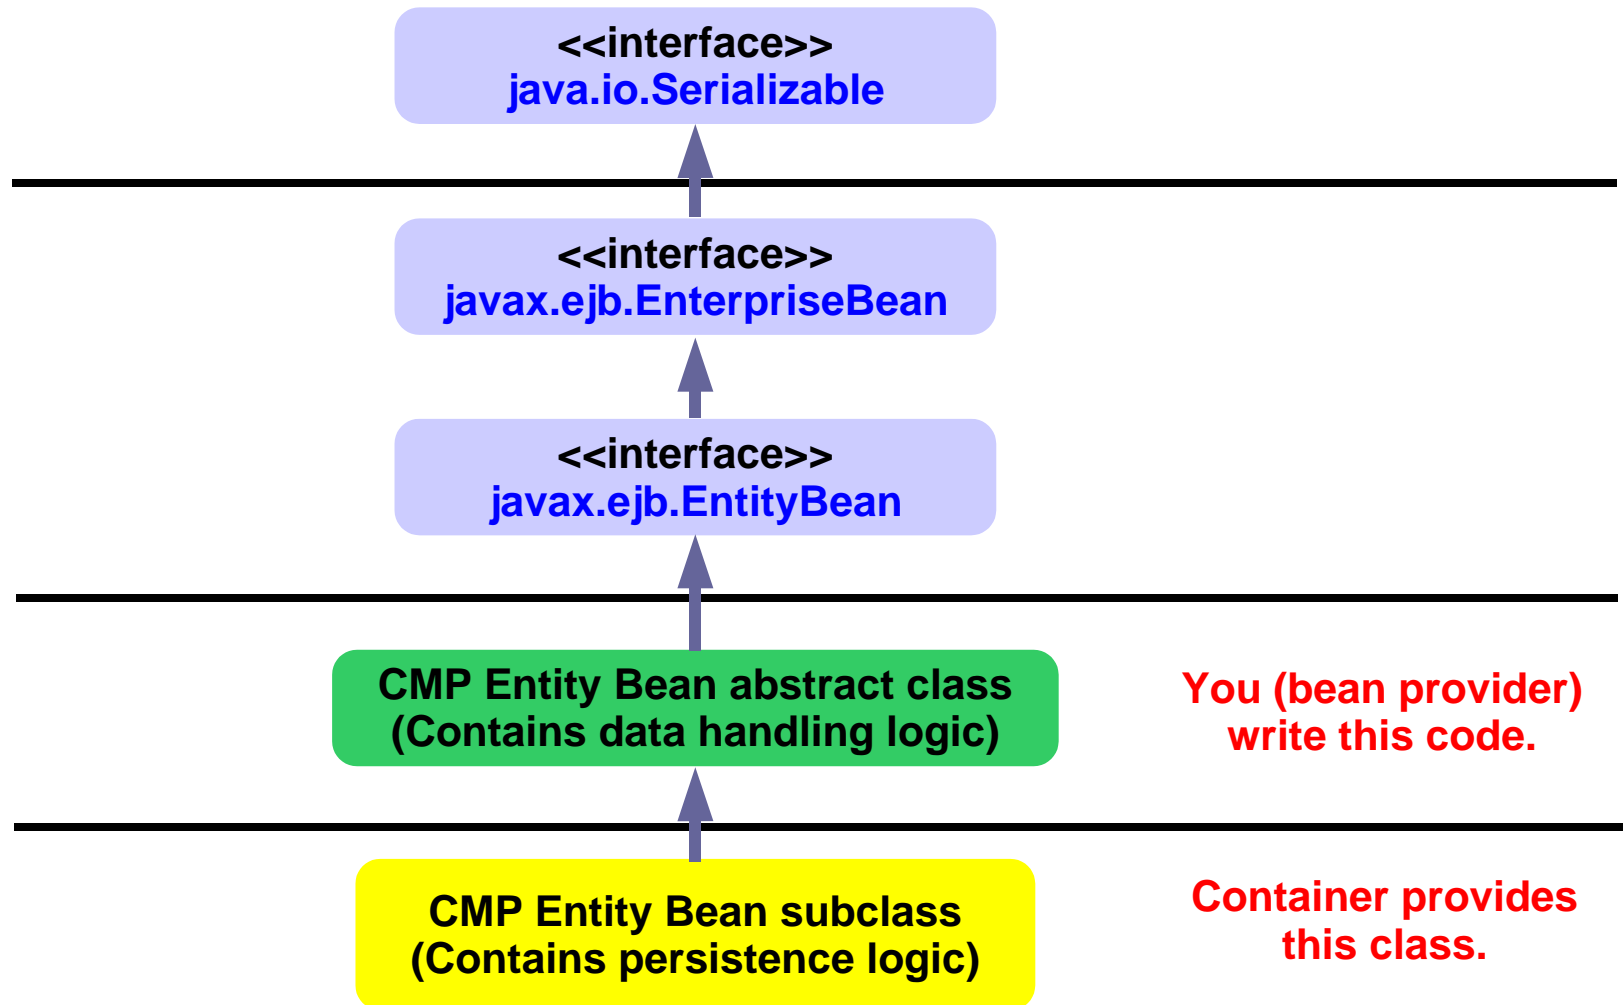 <<interface>>
java.io.Serializable
<<interface>>
javax.ejb.EnterpriseBean
<<interface>>
javax.ejb.EntityBean
CMP Entity Bean abstract class
(Contains data handling logic)
You (bean provider)
write this code.
CMP Entity Bean subclass
(Contains persistence logic)
Container provides
this class.